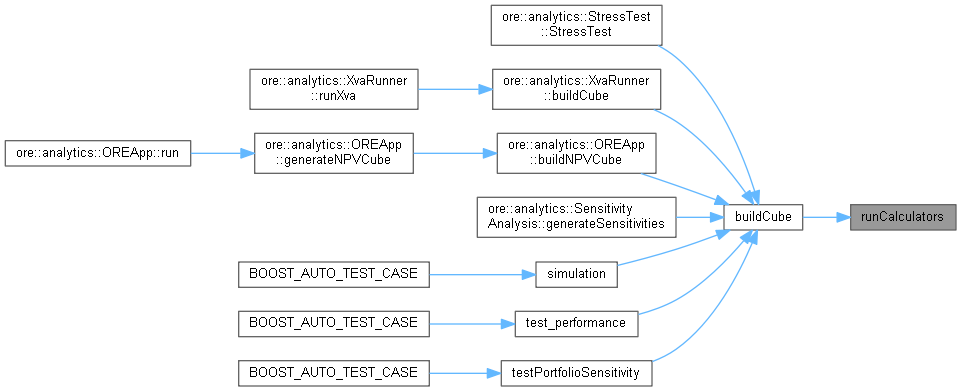 ore::analytics::StressTest
::StressTest
ore::analytics::XvaRunner
::runXva
ore::analytics::XvaRunner
::buildCube
ore::analytics::OREApp::run
ore::analytics::OREApp
::generateNPVCube
ore::analytics::OREApp
::buildNPVCube
ore::analytics::Sensitivity
Analysis::generateSensitivities
buildCube
runCalculators
BOOST_AUTO_TEST_CASE
simulation
BOOST_AUTO_TEST_CASE
test_performance
BOOST_AUTO_TEST_CASE
testPortfolioSensitivity